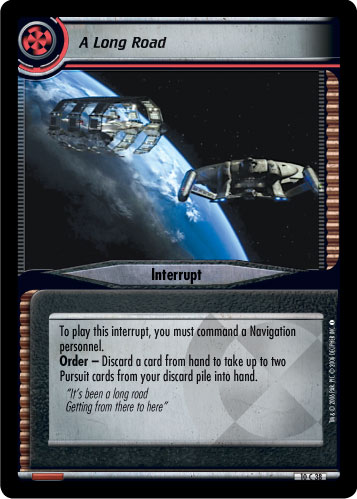 A Long Road
Interrupt
To play this interrupt, you must command a Navigation
personnel.
Order – Discard a card from hand to take up to two
Pursuit cards from your discard pile into hand.
"It's been a long road
Getting from there to here"
10 C 38